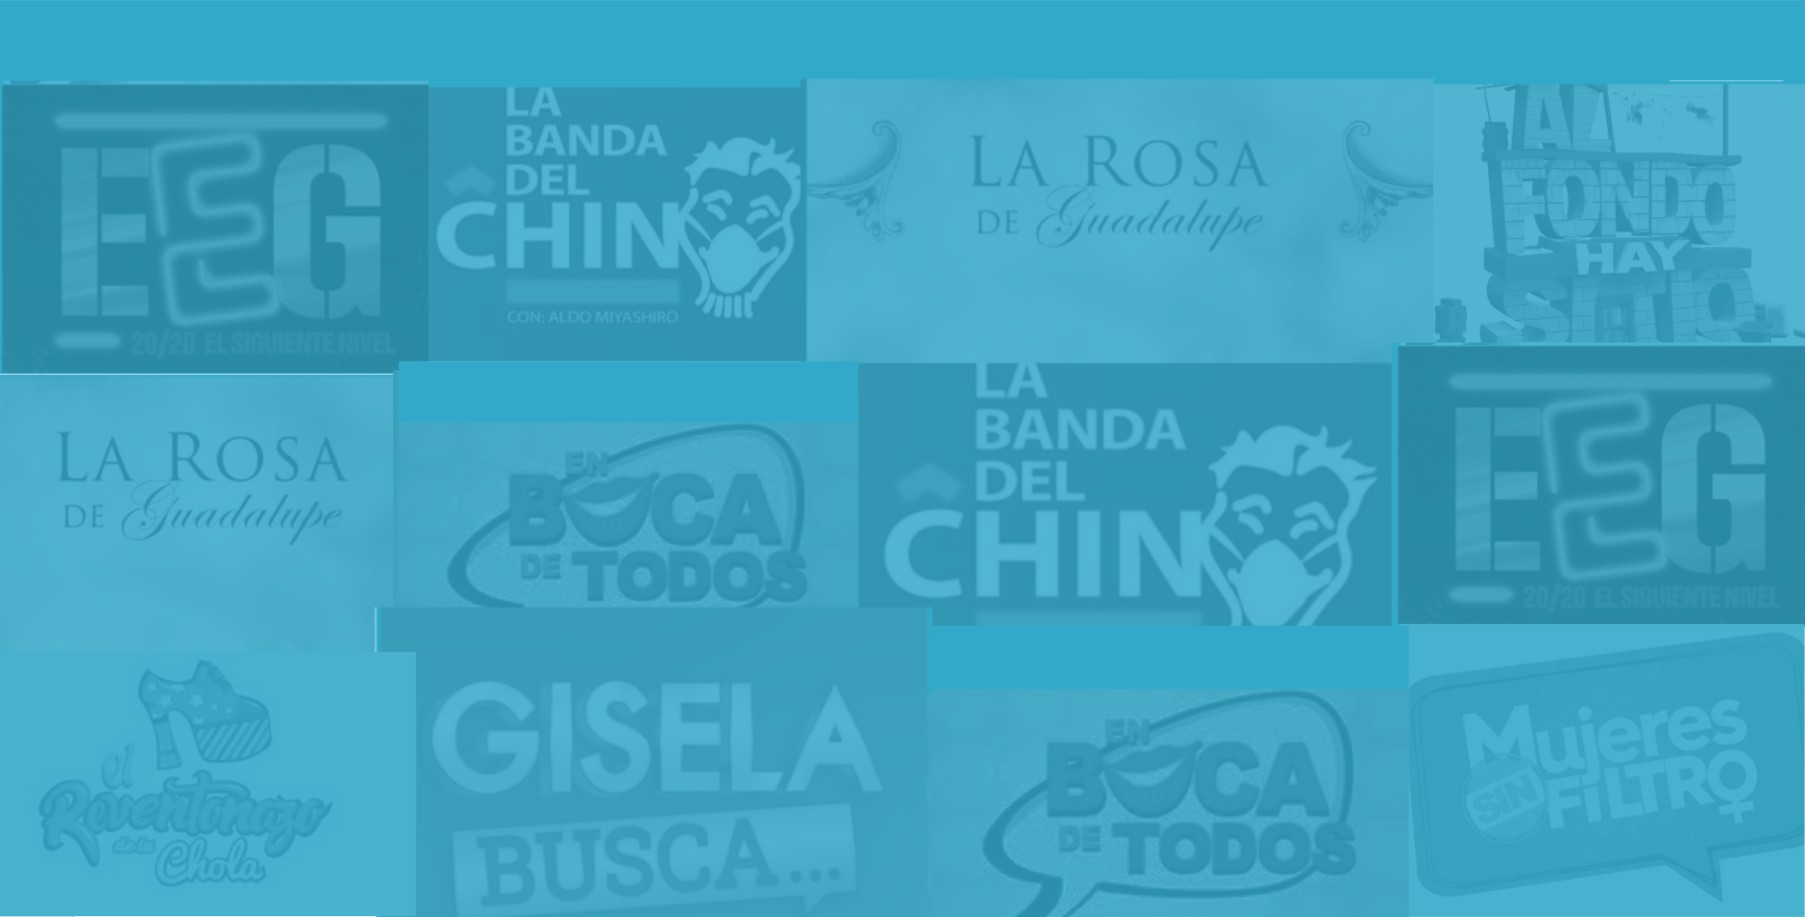 EEG
20/20 EL SIGUIENTE NIVEL
LA
BANDA
DEL
CHIN
CON: ALDO MIYASHIRO
LA ROSA
DE Guadalupe
AL
FONDO
HAY
SITIO
LA ROSA
DE Guadalupe
EN
BOCA
DE TODOS
LA
BANDA
DEL
CHIN
EEG
20/20 EL SIGUIENTE NIVEL
el
Reventonazo
de la
Chola
GISELA
BUSCA...
EN
BOCA
DE TODOS
Mujeres
SIN FiLTRO